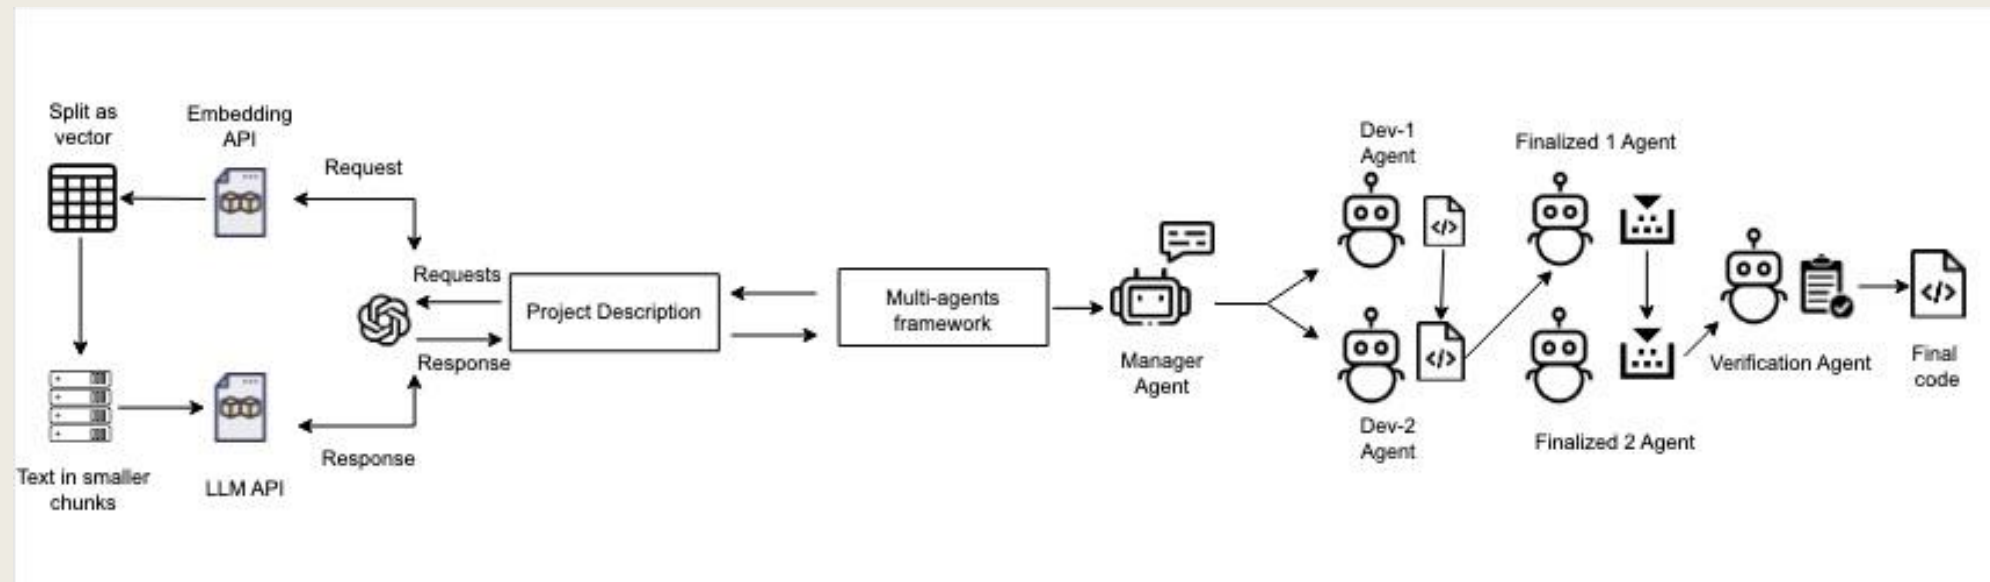 Split as
vector
Embedding
API
Request
Requests
Response
Response
Text in smaller
chunks
LLM API
Project Description
Multi-agents
framework
Manager
Agent
Dev-1
Agent
</>
</>
Dev-2
Agent
Finalized 1 Agent
Finalized 2 Agent
Verification Agent
</>
Final
code